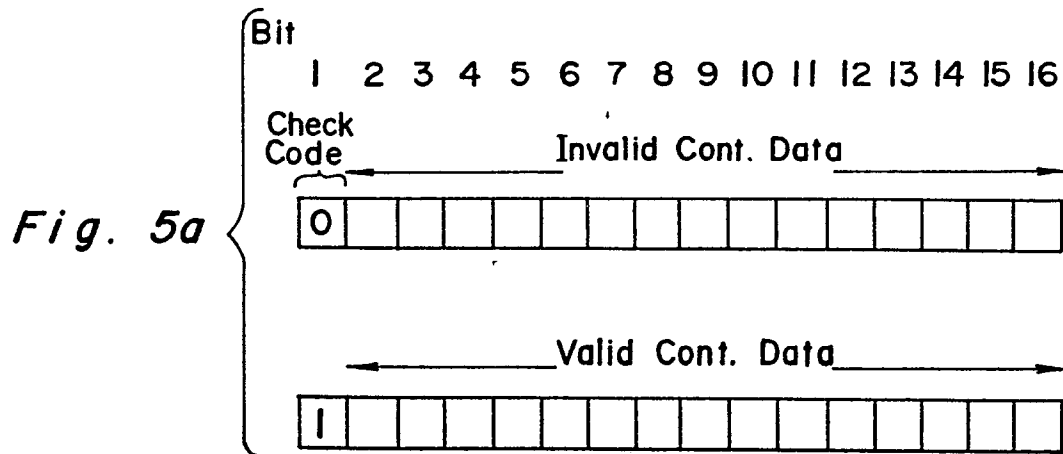 Bit
1 2 3 4 5 6 7 8 9 10 11 12 13 14 15 16
Check
Code
Invalid Cont. Data
Fig. 5a
0
Valid Cont. Data
1